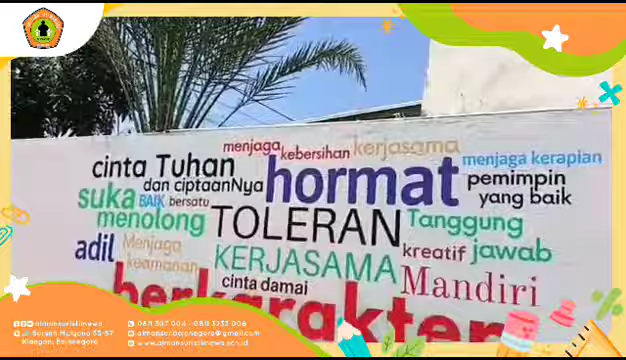 menjaga kebersihan kerjasama
cinta Tuhan
dan ciptaanNya
hormat
menjaga kerapian
pemimpin
yang baik
suka
BAIK bersatu
menolong
TOLERAN
Tanggung
jawab
kreatif
adil
Menjaga
keamanan
KERJASAMA
Mandiri
cinta damai
berkarakter